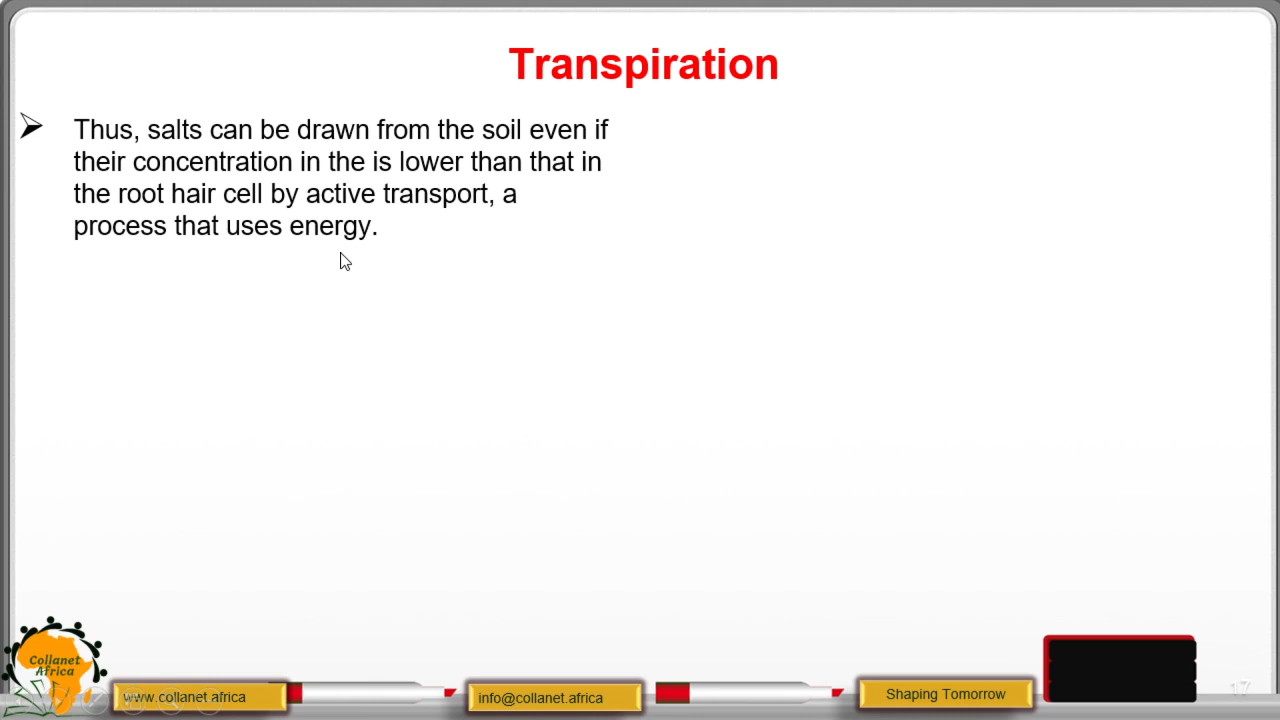 Transpiration
Thus, salts can be drawn from the soil even if
their concentration in the is lower than that in
the root hair cell by active transport, a
process that uses energy.
Collanet
Africa
www.collanet.africa
info@collanet.africa
Shaping Tomorrow
17